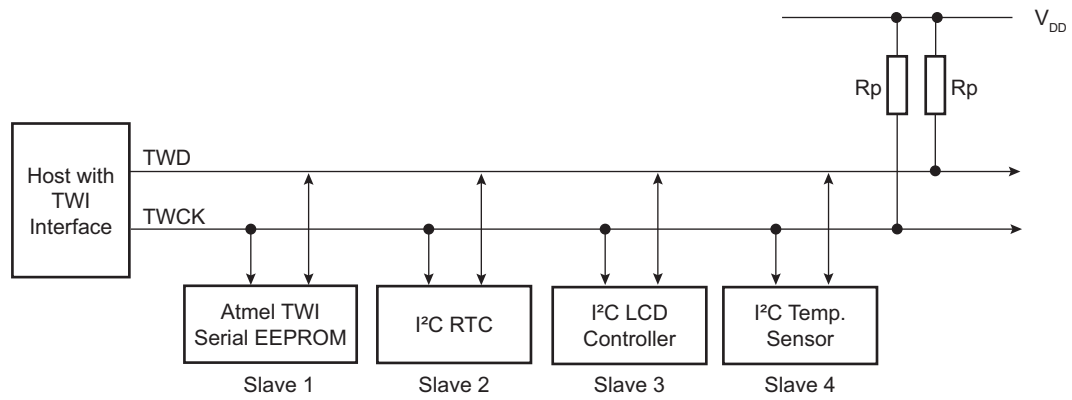 V_DD
Rp Rp
Host with
TWI
Interface
TWD
TWCK
Atmel TWI
Serial EEPROM
I²C RTC
I²C LCD
Controller
I²C Temp.
Sensor
Slave 1 Slave 2 Slave 3 Slave 4